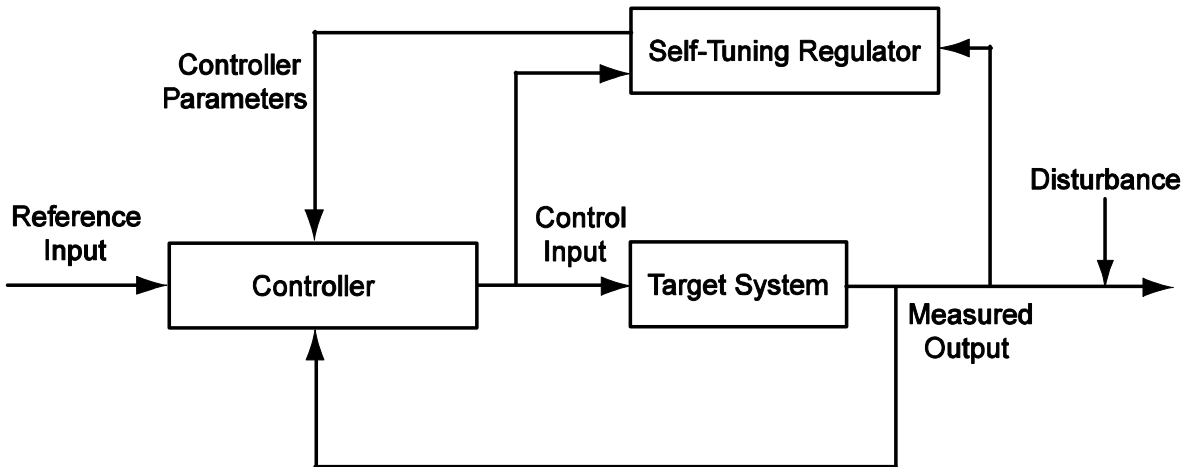 Self-Tuning Regulator
Controller
Parameters
Disturbance
Reference
Input
Control
Input
Controller
Target System
Measured
Output